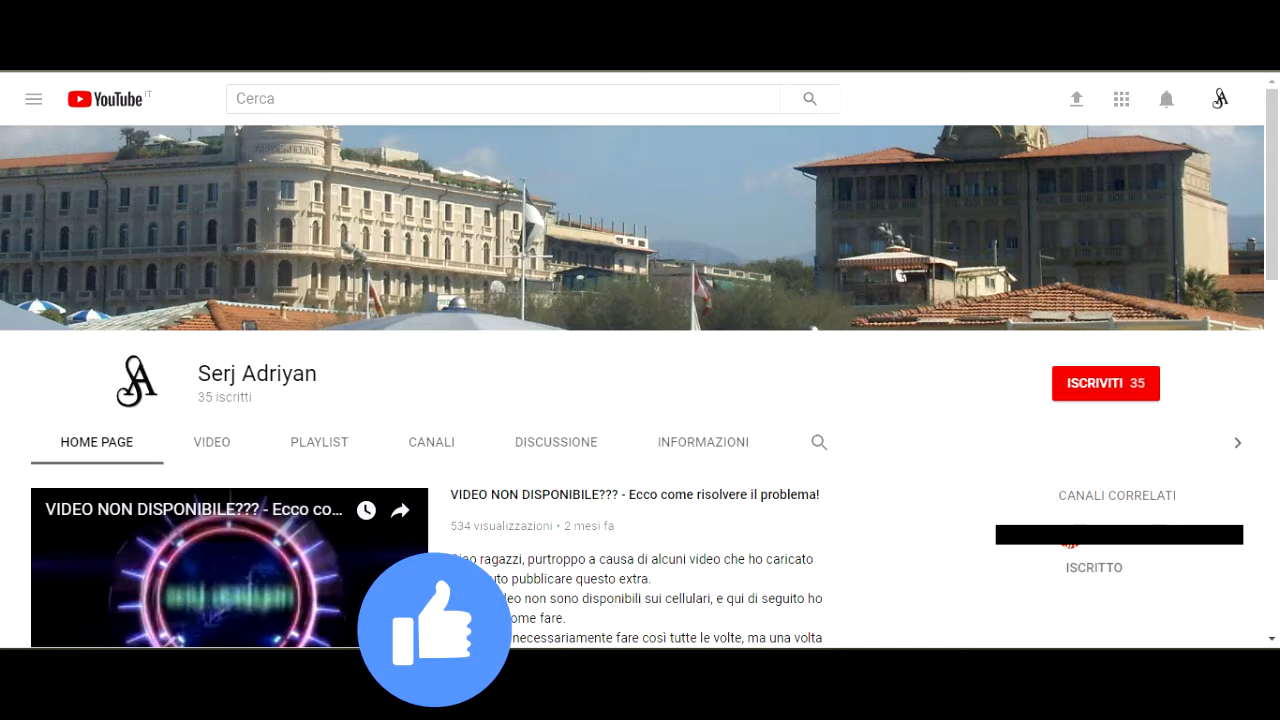 YouTube IT
Cerca
Serj Adriyan
35 iscritti
ISCRIVITI 35
HOME PAGE VIDEO PLAYLIST CANALI DISCUSSIONE INFORMAZIONI
VIDEO NON DISPONIBILE??? - Ecco co...
VIDEO NON DISPONIBILE??? - Ecco come risolvere il problema!
534 visualizzazioni • 2 mesi fa
ragazzi, purtroppo a causa di alcuni video che ho caricato
pubblicare questo extra.
non sono disponibili sui cellulari, e qui di seguito ho
fare.
necessariamente fare così tutte le volte, ma una volta
CANALI CORRELATI
ISCRITTO